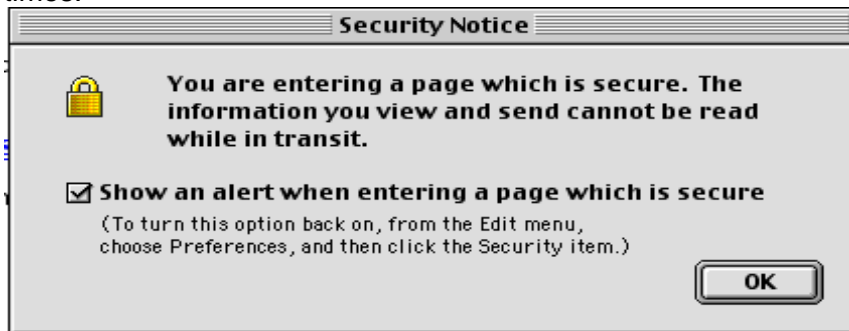 times.
Security Notice
You are entering a page which is secure. The
information you view and send cannot be read
while in transit.
Show an alert when entering a page which is secure
(To turn this option back on, from the Edit menu,
choose Preferences, and then click the Security item.)
OK